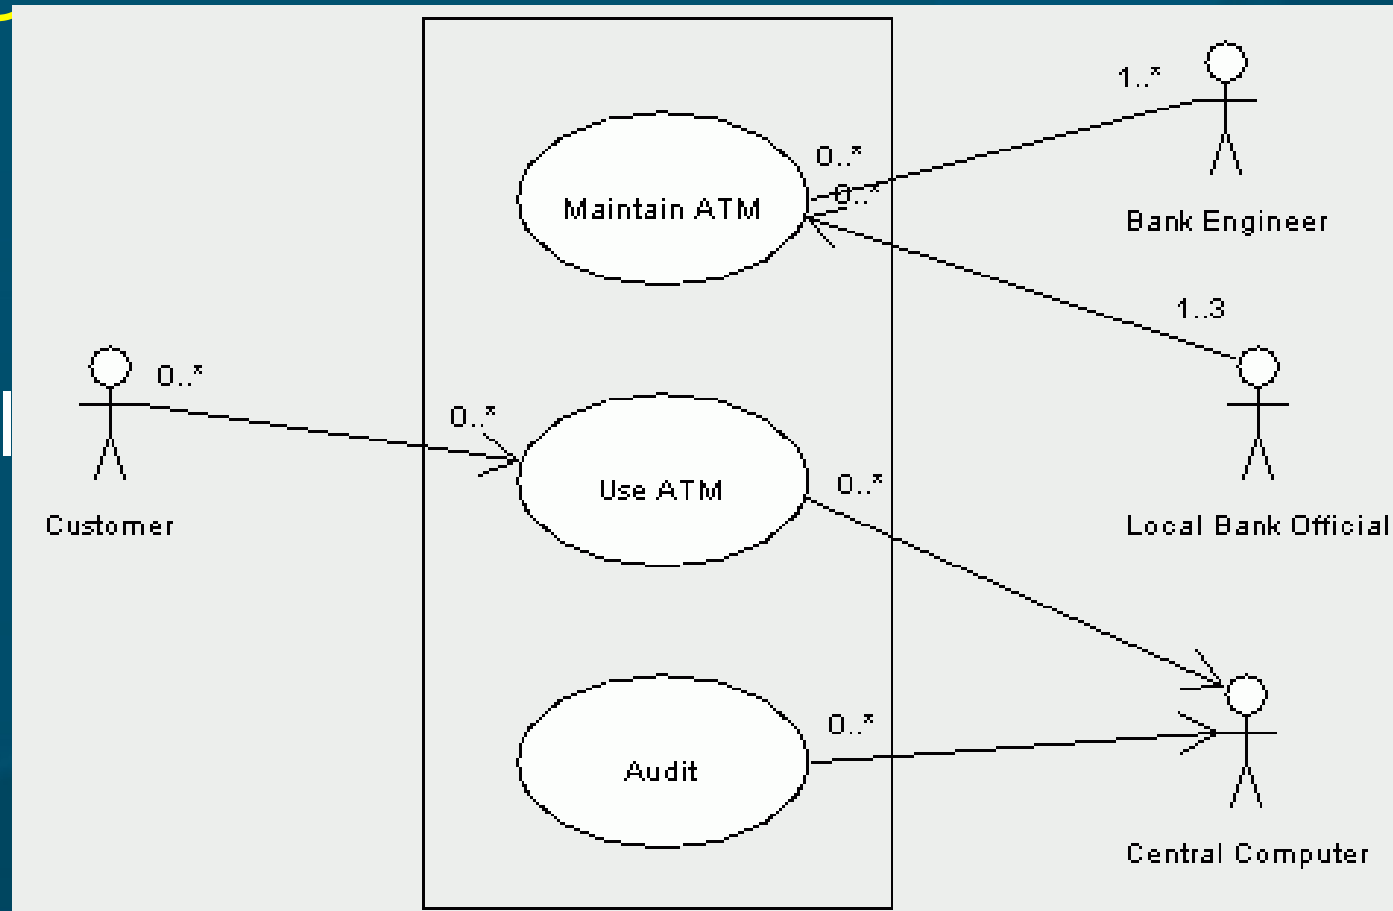 1..*
0..*
Maintain ATM
0..*
Bank Engineer
1..3
0..*
0..*
Use ATM
0..*
Customer
Local Bank Official
0..*
Audit
Central Computer